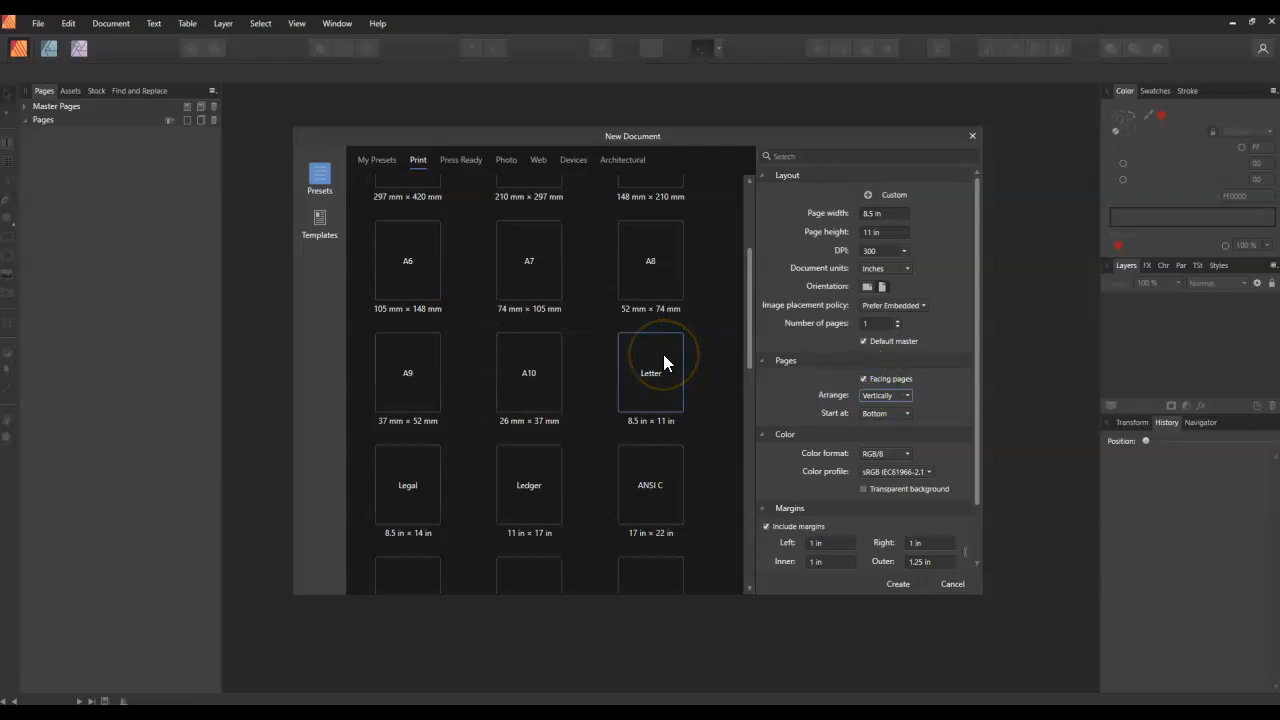 File Edit Document Text Table Layer Select View Window Help
Pages Assets Stock Find and Replace
Master Pages
Pages
New Document
Presets
Templates
My Presets Print Press Ready Photo Web Devices Architectural
297 mm × 420 mm 210 mm × 297 mm 148 mm × 210 mm
A6 A7 A8
105 mm × 148 mm 74 mm × 105 mm 52 mm × 74 mm
A9 A10 Letter
37 mm × 52 mm 26 mm × 37 mm 8.5 in × 11 in
Legal Ledger ANSI C
8.5 in × 14 in 11 in × 17 in 17 in × 22 in
Search
Layout
Custom
Page width: 8.5 in
Page height: 11 in
DPI: 300
Document units: Inches
Orientation:
Image placement policy: Prefer Embedded
Number of pages: 1
Default master
Pages
Facing pages
Arrange: Vertically
Start at: Bottom
Color
Color format: RGB/8
Color profile: sRGB IEC61966-2.1
Transparent background
Margins
Include margins
Left: 1 in Right: 1 in
Inner: 1 in Outer: 1.25 in
Create Cancel
Color Swatches Stroke
FF
00
00
FF0000
100 %
Layers FX Chr Par TSt Styles
100 % Normal
Transform History Navigator
Position: